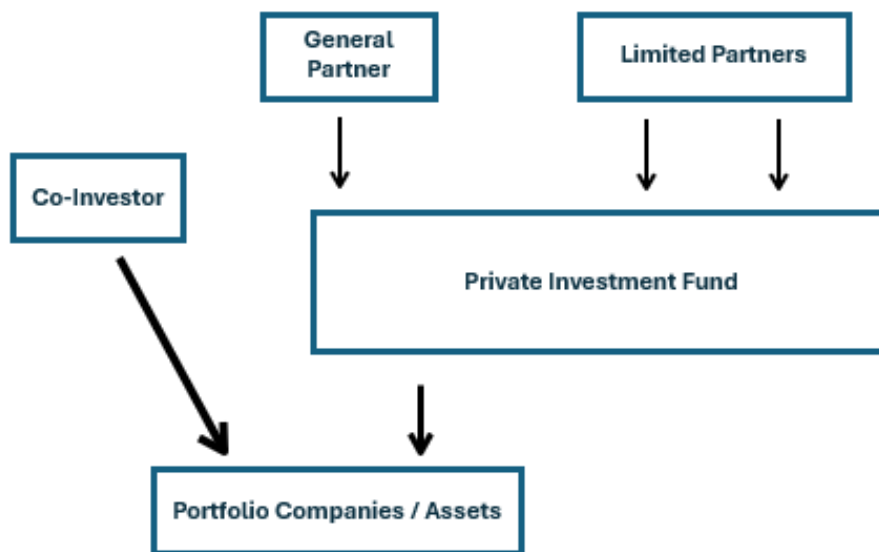 General
Partner
Limited Partners
Co-Investor
Private Investment Fund
Portfolio Companies / Assets